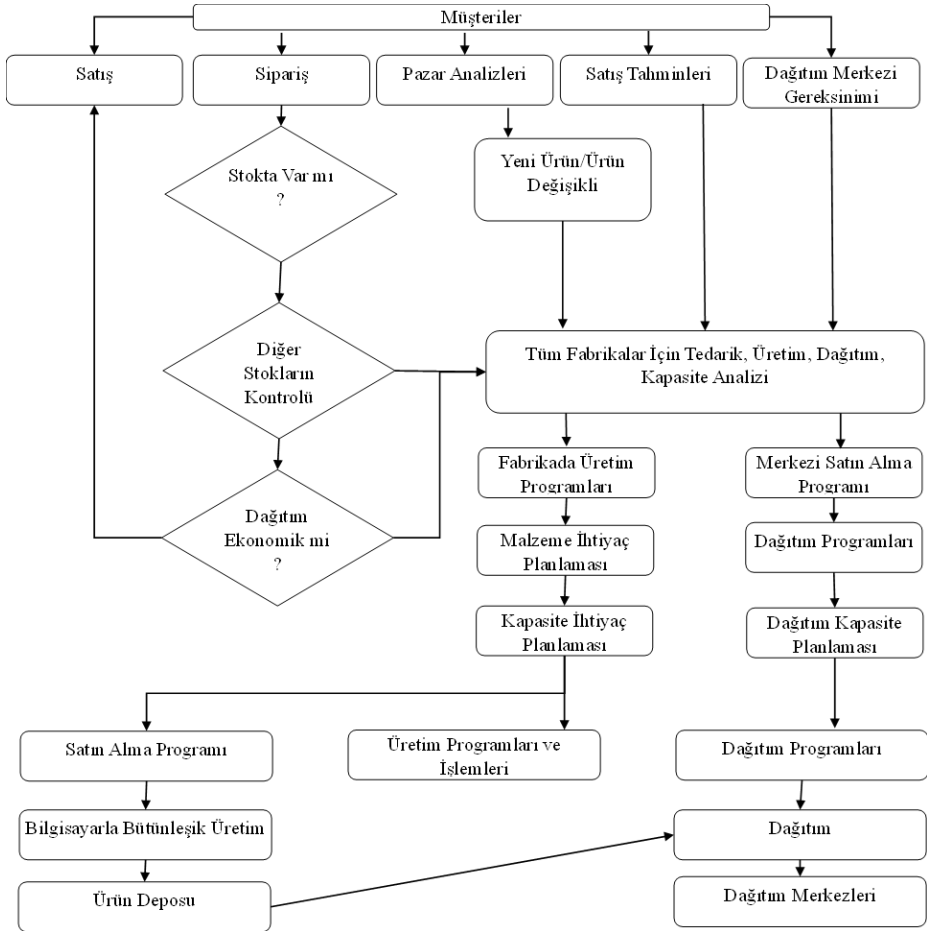 Müşteriler
Satış
Sipariş
Pazar Analizleri
Satış Tahminleri
Dağıtım Merkezi
Gereksinimi
Stokta Var mı
?
Yeni Ürün/Ürün
Değişikli
Diğer
Stokların
Kontrolü
Tüm Fabrikalar İçin Tedarik, Üretim, Dağıtım,
Kapasite Analizi
Dağıtım
Ekonomik mi
?
Fabrikada Üretim
Programları
Merkezi Satın Alma
Programı
Malzeme İhtiyaç
Planlaması
Dağıtım Programları
Kapasite İhtiyaç
Planlaması
Dağıtım Kapasite
Planlaması
Satın Alma Programı
Üretim Programları ve
İşlemleri
Dağıtım Programları
Bilgisayarla Bütünleşik Üretim
Dağıtım
Ürün Deposu
Dağıtım Merkezleri